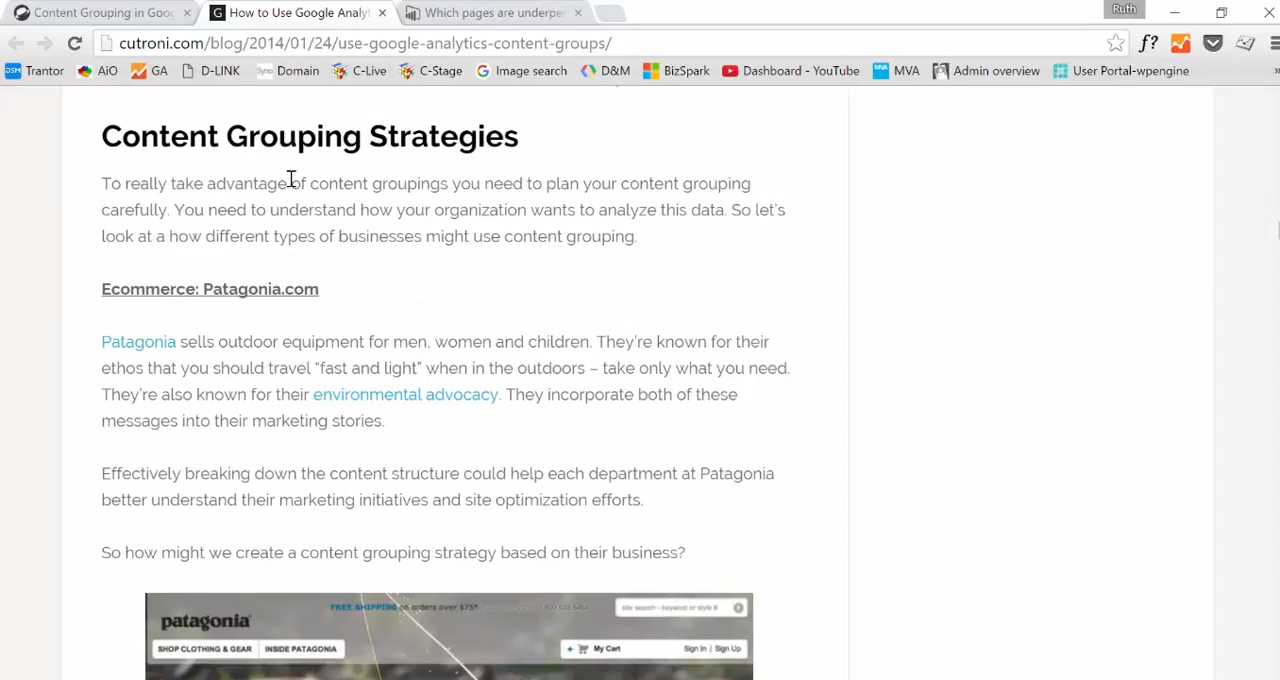 Content Grouping in Goog
How to Use Google Analyt
Which pages are underpe
Ruth
cutroni.com/blog/2014/01/24/use-google-analytics-content-groups/
f?
DSM Trantor
AiO
GA
D-LINK
Domain
C-Live
C-Stage
Image search
D&M
BizSpark
Dashboard - YouTube
MVA MVA
Admin overview
User Portal-wpengine
»
Content Grouping Strategies
To really take advantage of content groupings you need to plan your content grouping
carefully. You need to understand how your organization wants to analyze this data. So let's
look at a how different types of businesses might use content grouping.
Ecommerce: Patagonia.com
Patagonia sells outdoor equipment for men, women and children. They're known for their
ethos that you should travel "fast and light" when in the outdoors – take only what you need.
They're also known for their environmental advocacy. They incorporate both of these
messages into their marketing stories.
Effectively breaking down the content structure could help each department at Patagonia
better understand their marketing initiatives and site optimization efforts.
So how might we create a content grouping strategy based on their business?
FREE SHIPPING on orders over $75*
site search - keyword or style #
patagonia
SHOP CLOTHING & GEAR
INSIDE PATAGONIA
+ My Cart
Sign In | Sign Up